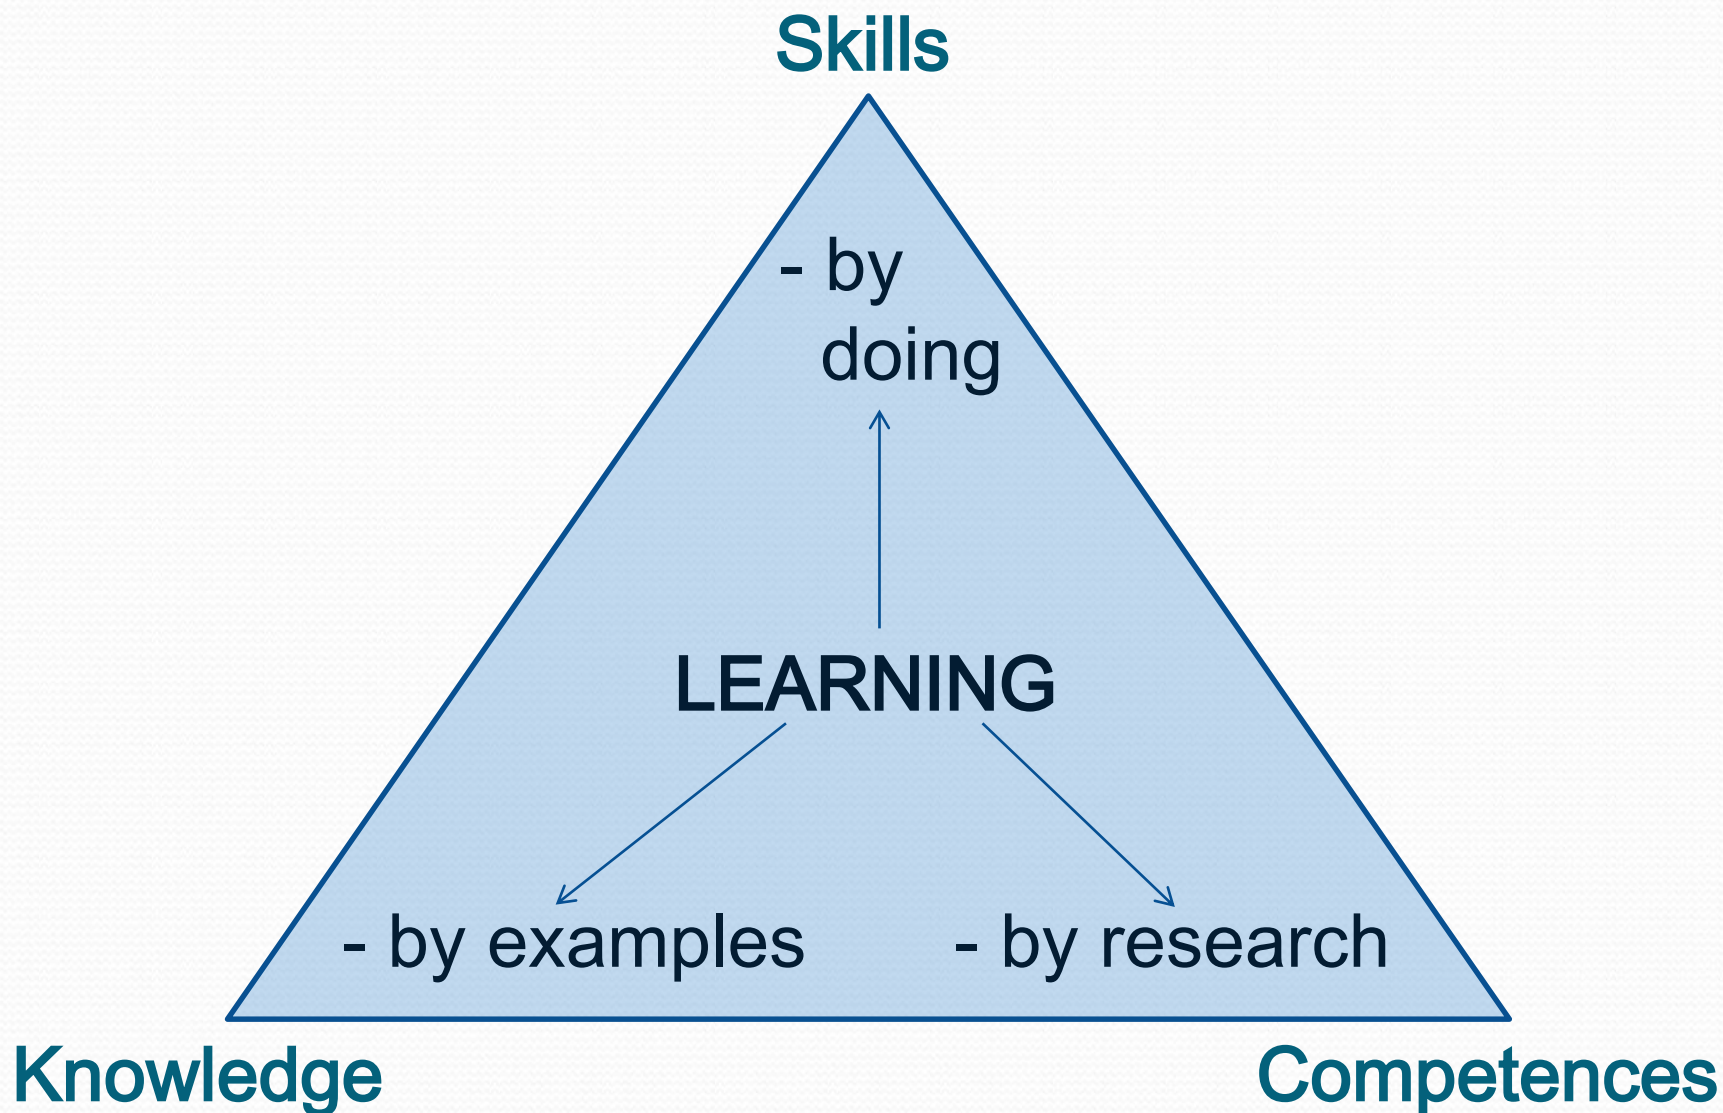 Skills
- by
doing
LEARNING
- by examples
- by research
Knowledge
Competences